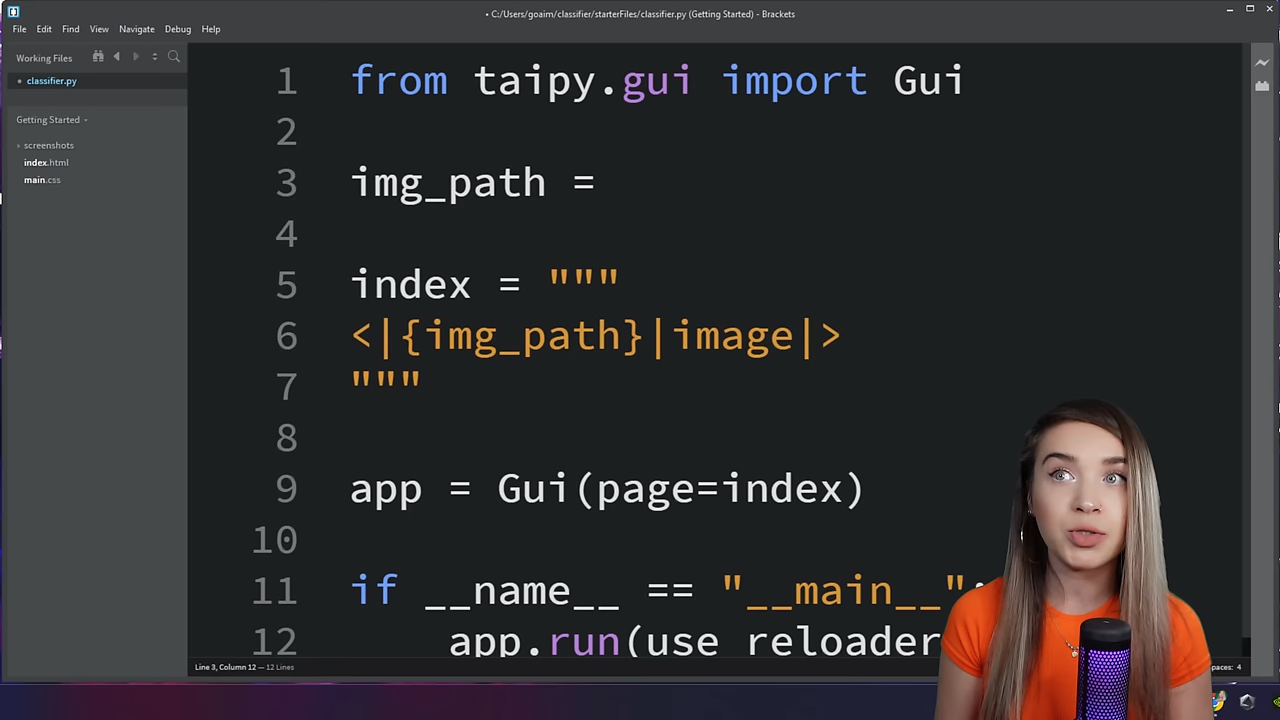 • C:/Users/goaim/classifier/starterFiles/classifier.py (Getting Started) - Brackets
File Edit Find View Navigate Debug Help
Working Files
• classifier.py
Getting Started
screenshots
index.html
main.css
1 from taipy.gui import Gui
2
3 img_path =
4
5 index = """
6 <|{img_path}|image|>
7 """
8
9 app = Gui(page=index)
10
11 if __name__ == "__main__":
12 app.run(use_reloader
Line 3, Column 12 — 12 Lines
paces: 4